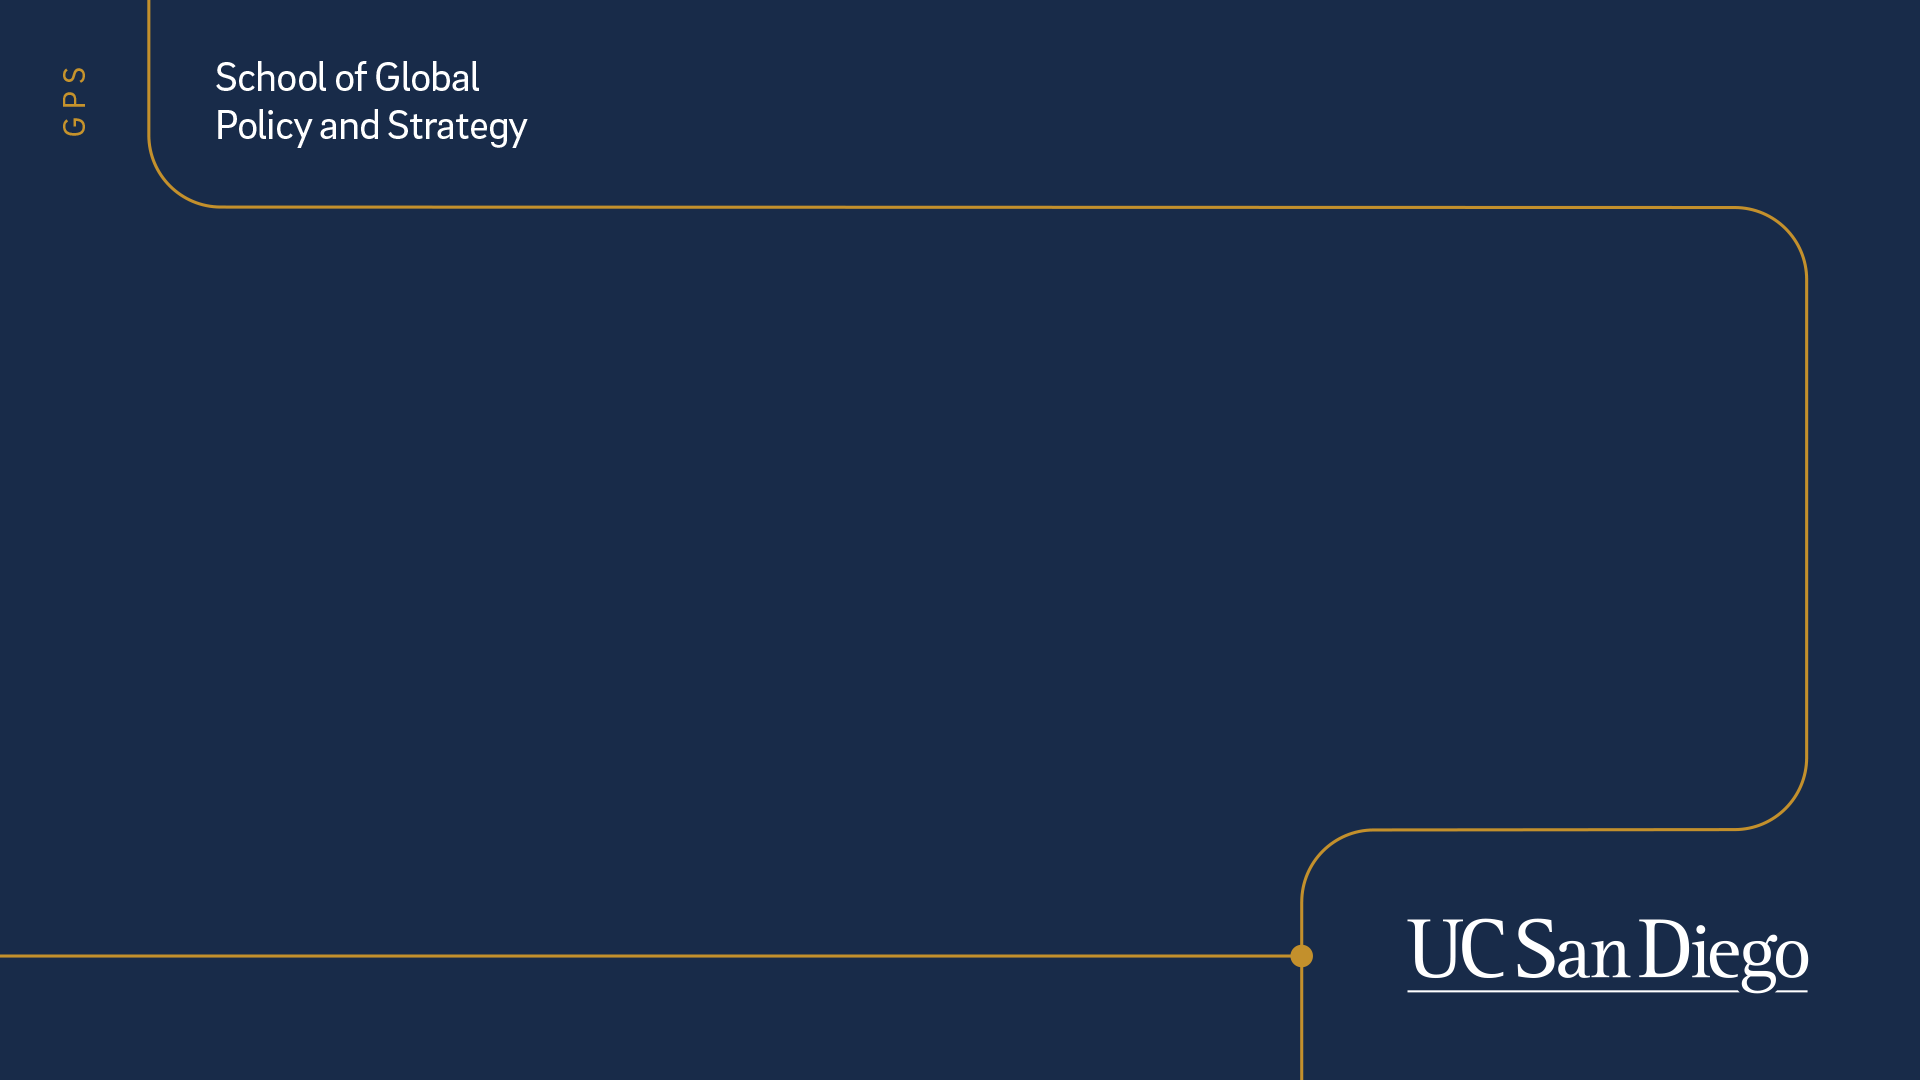 GPS
School of Global
Policy and Strategy
UC San Diego